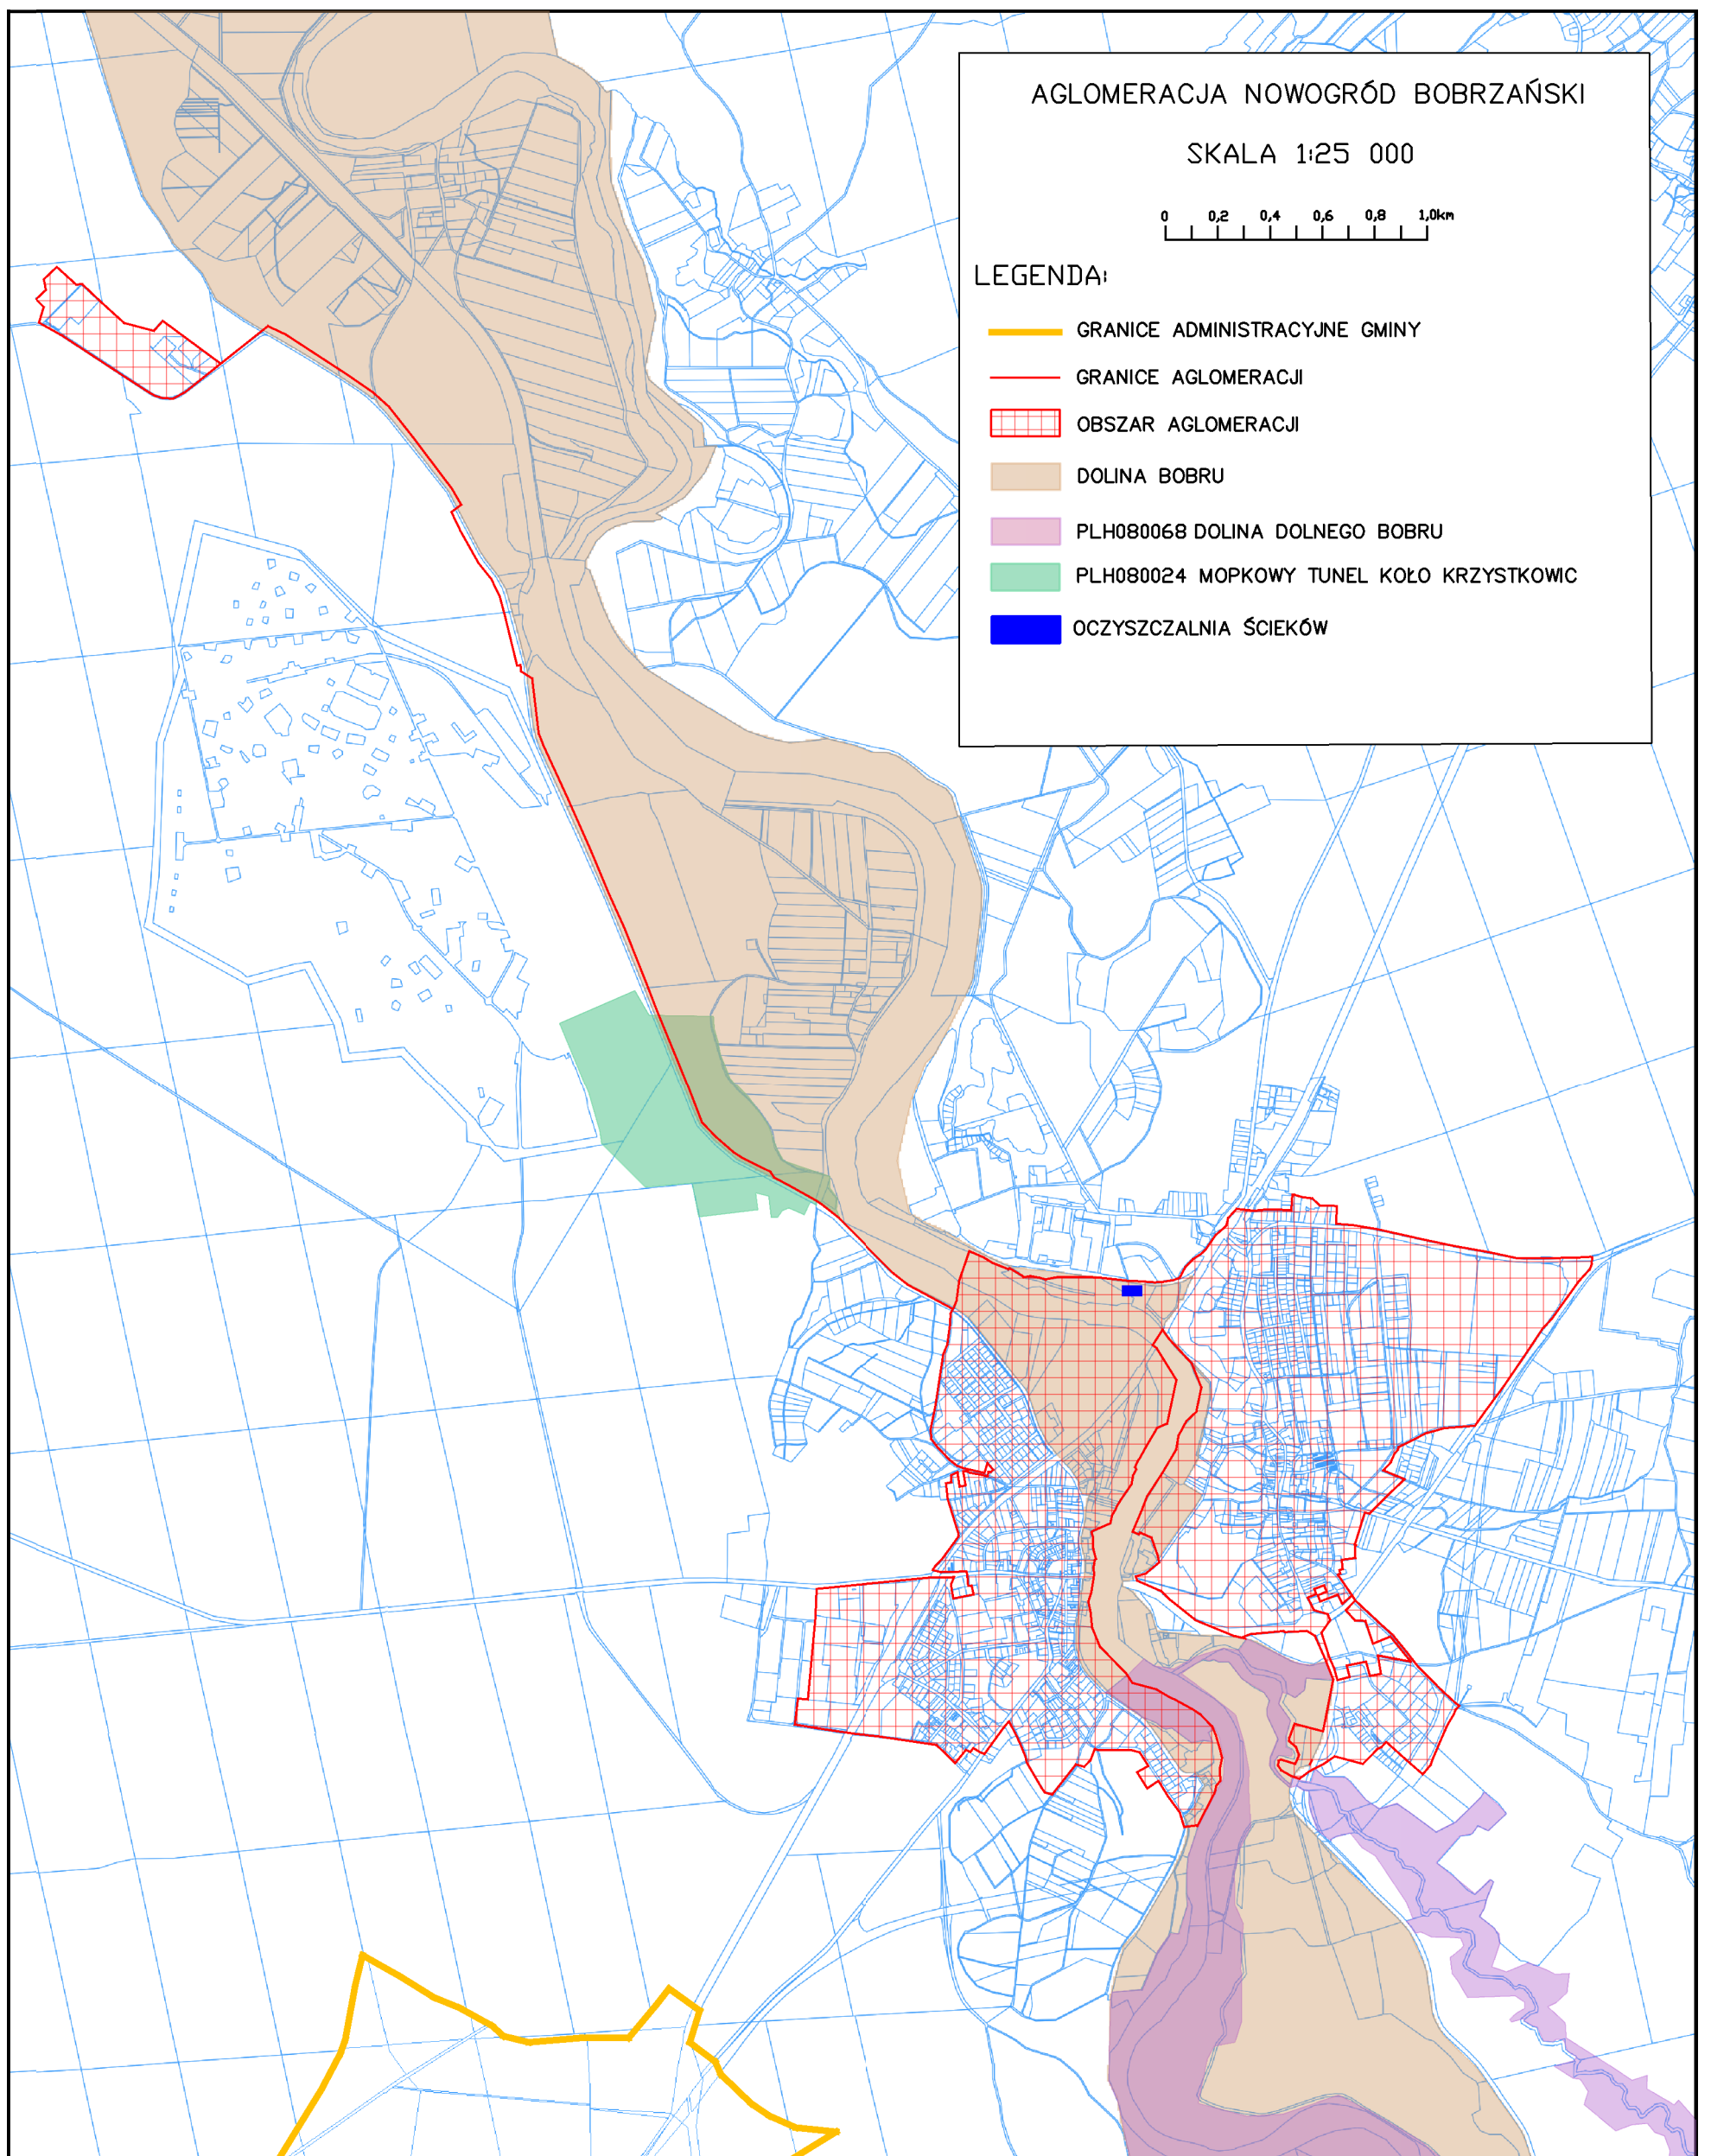 AGLOMERACJA NOWOGRÓD BOBRZAŃSKI
SKALA 1:25 000
0 0,2 0,4 0,6 0,8 1,0km
LEGENDA:
GRANICE ADMINISTRACYJNE GMINY
GRANICE AGLOMERACJI
OBSZAR AGLOMERACJI
DOLINA BOBRU
PLH080068 DOLINA DOLNEGO BOBRU
PLH080024 MOPKOWY TUNEL KOŁO KRZYSTKOWIC
OCZYSZCZALNIA ŚCIEKÓW